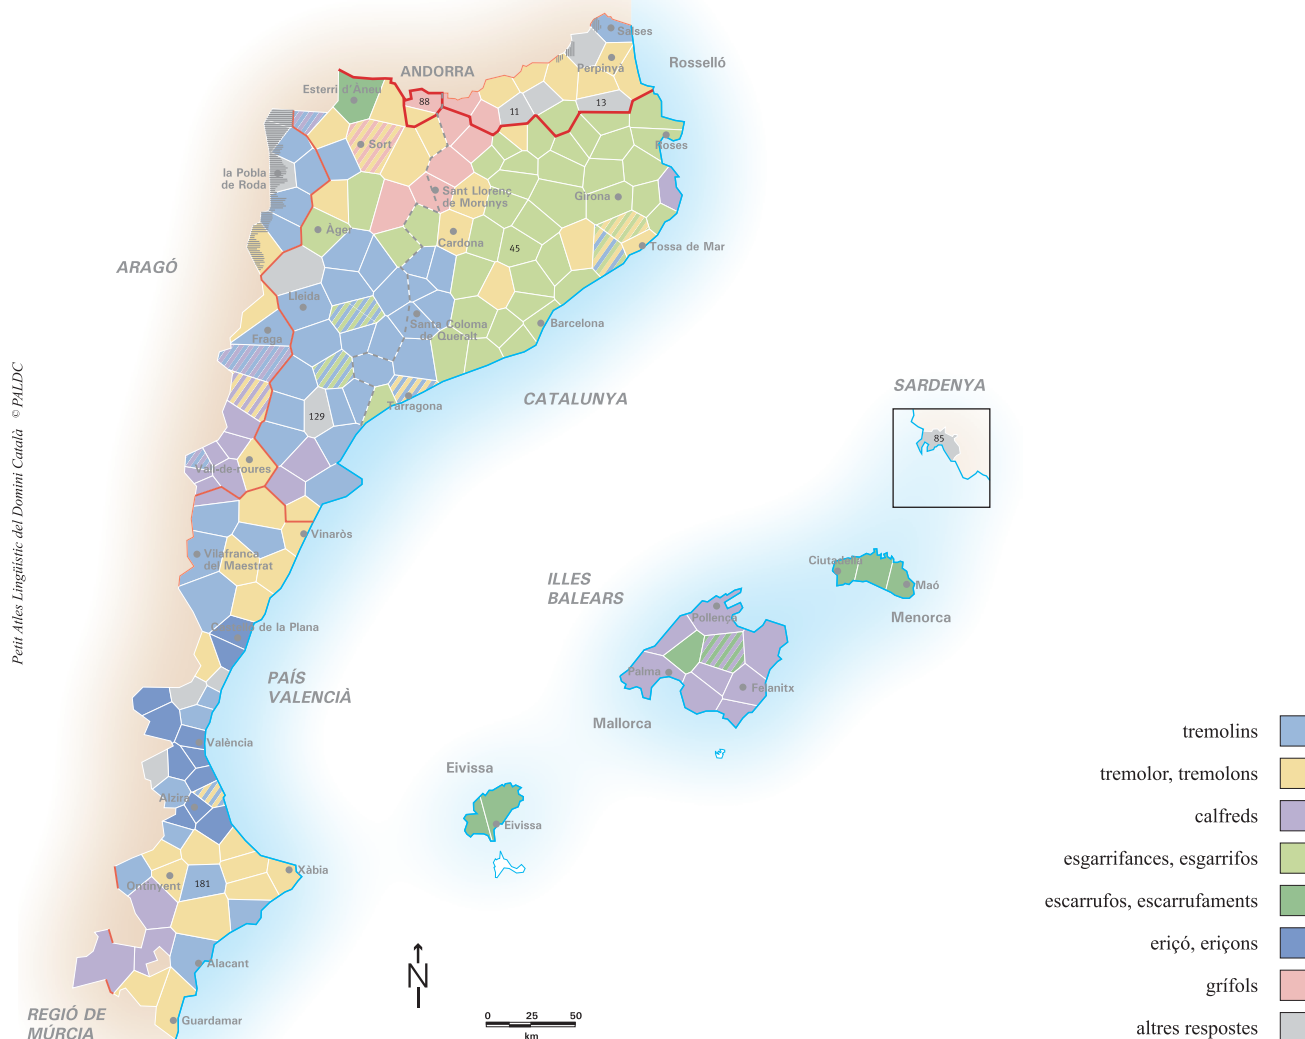 Salses
Rosselló
Perpinyà
ANDORRA
Esterri d'Àneu
88
11
13
Roses
Sort
la Pobla
de Roda
Sant Llorenç
de Morunys
Girona
Àger
Cardona
45
Tossa de Mar
ARAGÓ
Lleida
Santa Coloma
de Queralt
Barcelona
Fraga
CATALUNYA
SARDENYA
Tarragona
129
85
Vall-de-roures
Vinaròs
Vilafranca
del Maestrat
ILLES
BALEARS
Ciutadella
Maó
Menorca
Pollença
Castelló de la Plana
Palma
Felanitx
PAÍS
VALENCIÀ
Mallorca
València
Eivissa
Alzira
Eivissa
Xàbia
Ontinyent
181
Alacant
N
REGIÓ DE
MÚRCIA
Guardamar
0 25 50
km
Petit Atles Lingüístic del Domini Català © PALDC
tremolins
tremolor, tremolons
calfreds
esgarrifances, esgarrifos
escarrufos, escarrufaments
eriçó, eriçons
grífols
altres respostes